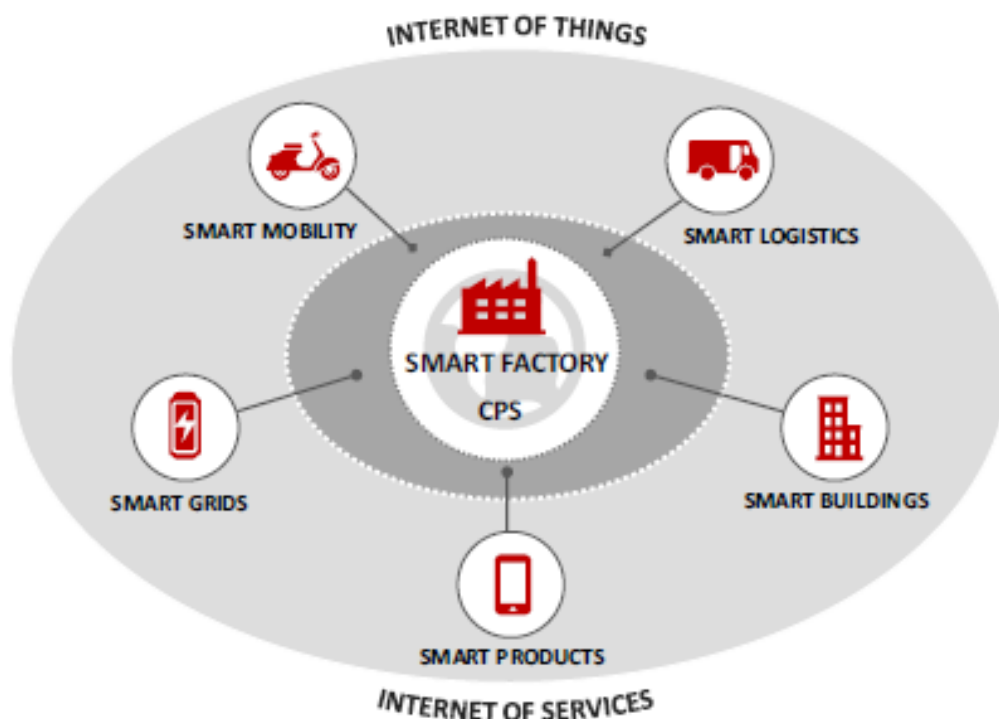 INTERNET OF THINGS
SMART MOBILITY
SMART LOGISTICS
SMART FACTORY
CPS
SMART GRIDS
SMART BUILDINGS
SMART PRODUCTS
INTERNET OF SERVICES